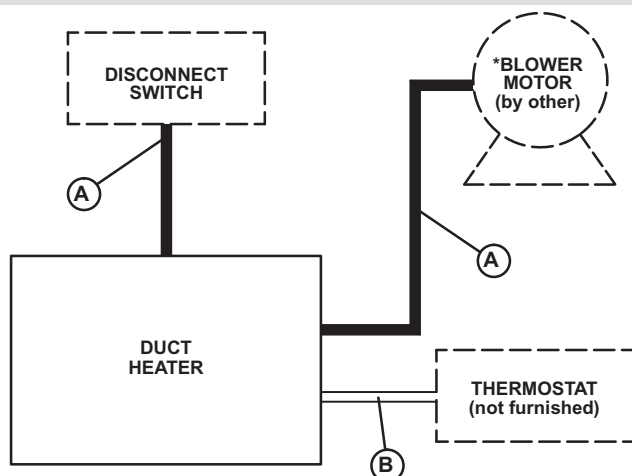 DISCONNECT
SWITCH
*BLOWER
MOTOR
(by other)
A
A
DUCT
HEATER
THERMOSTAT
(not furnished)
B